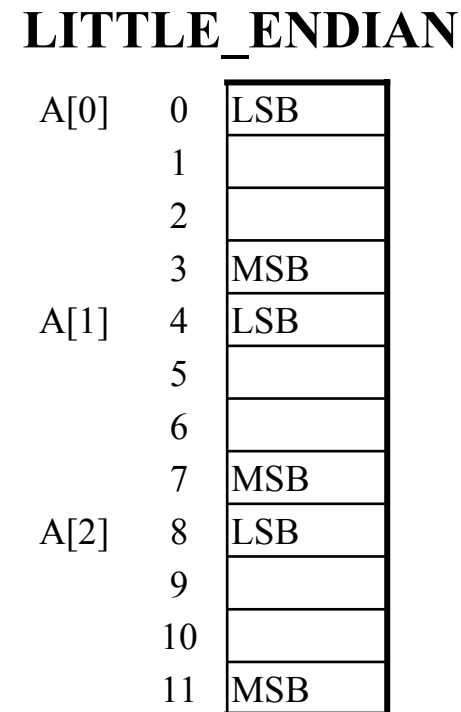 LITTLE_ENDIAN
A[0] 0 LSB
1
2
3 MSB
A[1] 4 LSB
5
6
7 MSB
A[2] 8 LSB
9
10
11 MSB